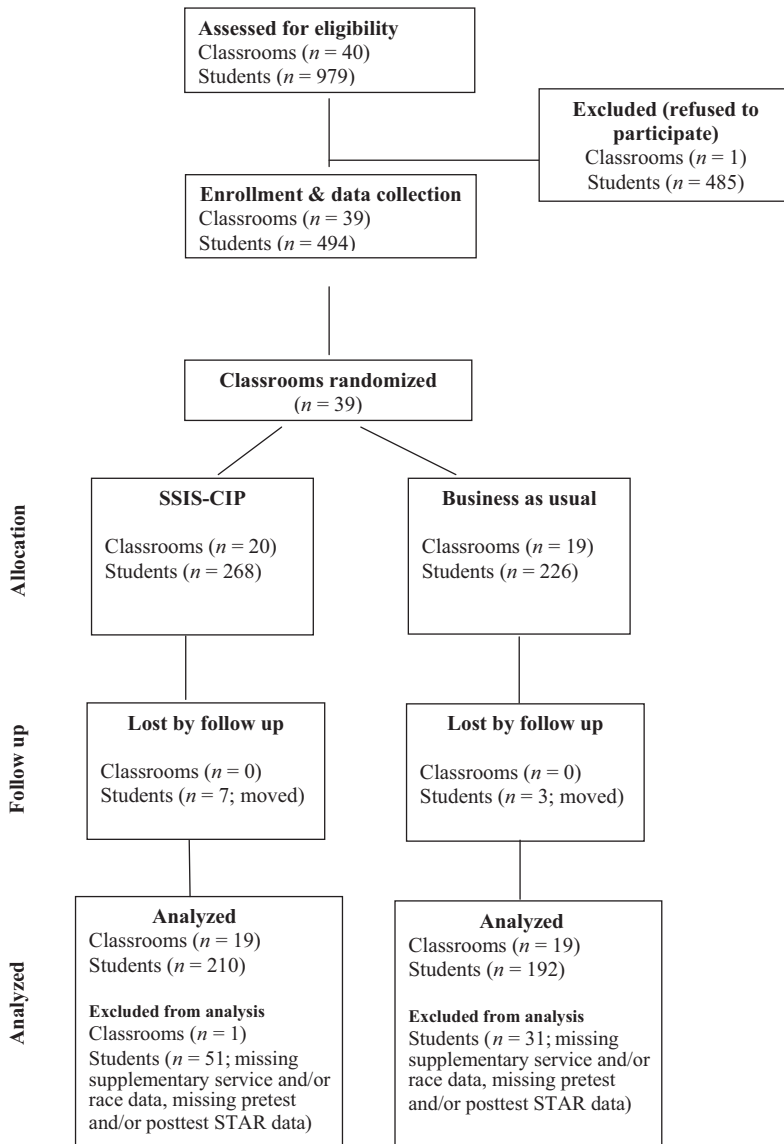 Assessed for eligibility
Classrooms (n = 40)
Students (n = 979)
Excluded (refused to
participate)
Classrooms (n = 1)
Students (n = 485)
Enrollment & data collection
Classrooms (n = 39)
Students (n = 494)
Classrooms randomized
(n = 39)
Allocation
SSIS-CIP
Classrooms (n = 20)
Students (n = 268)
Business as usual
Classrooms (n = 19)
Students (n = 226)
Follow up
Lost by follow up
Classrooms (n = 0)
Students (n = 7; moved)
Lost by follow up
Classrooms (n = 0)
Students (n = 3; moved)
Analyzed
Analyzed
Classrooms (n = 19)
Students (n = 210)
Excluded from analysis
Classrooms (n = 1)
Students (n = 51; missing
supplementary service and/or
race data, missing pretest
and/or posttest STAR data)
Analyzed
Classrooms (n = 19)
Students (n = 192)
Excluded from analysis
Students (n = 31; missing
supplementary service and/or
race data, missing pretest
and/or posttest STAR data)